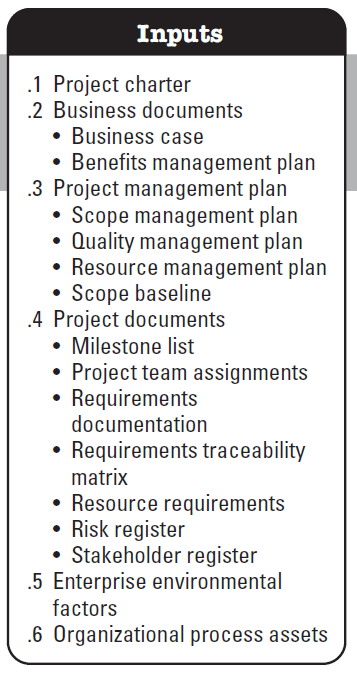 Inputs
.1 Project charter
.2 Business documents
• Business case
• Benefits management plan
.3 Project management plan
• Scope management plan
• Quality management plan
• Resource management plan
• Scope baseline
.4 Project documents
• Milestone list
• Project team assignments
• Requirements
documentation
• Requirements traceability
matrix
• Resource requirements
• Risk register
• Stakeholder register
.5 Enterprise environmental
factors
.6 Organizational process assets